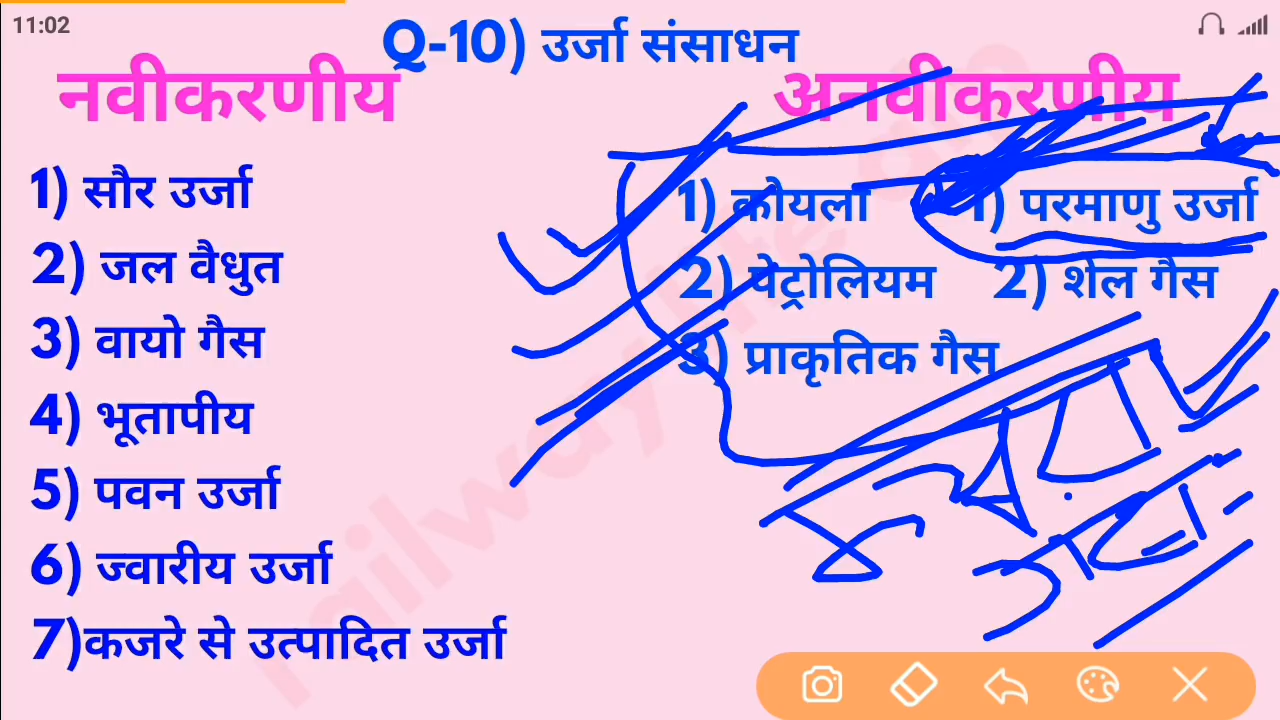 11:02
Q-10) उर्जा संसाधन
नवीकरणीय
अनवीकरणीय
1) सौर उर्जा
2) जल वैधुत
3) वायो गैस
4) भूतापीय
5) पवन उर्जा
6) ज्वारीय उर्जा
7)कजरे से उत्पादित उर्जा
1) कोयला
2) पेट्रोलियम
3) प्राकृतिक गैस
1) परमाणु उर्जा
2) शेल गैस
railway